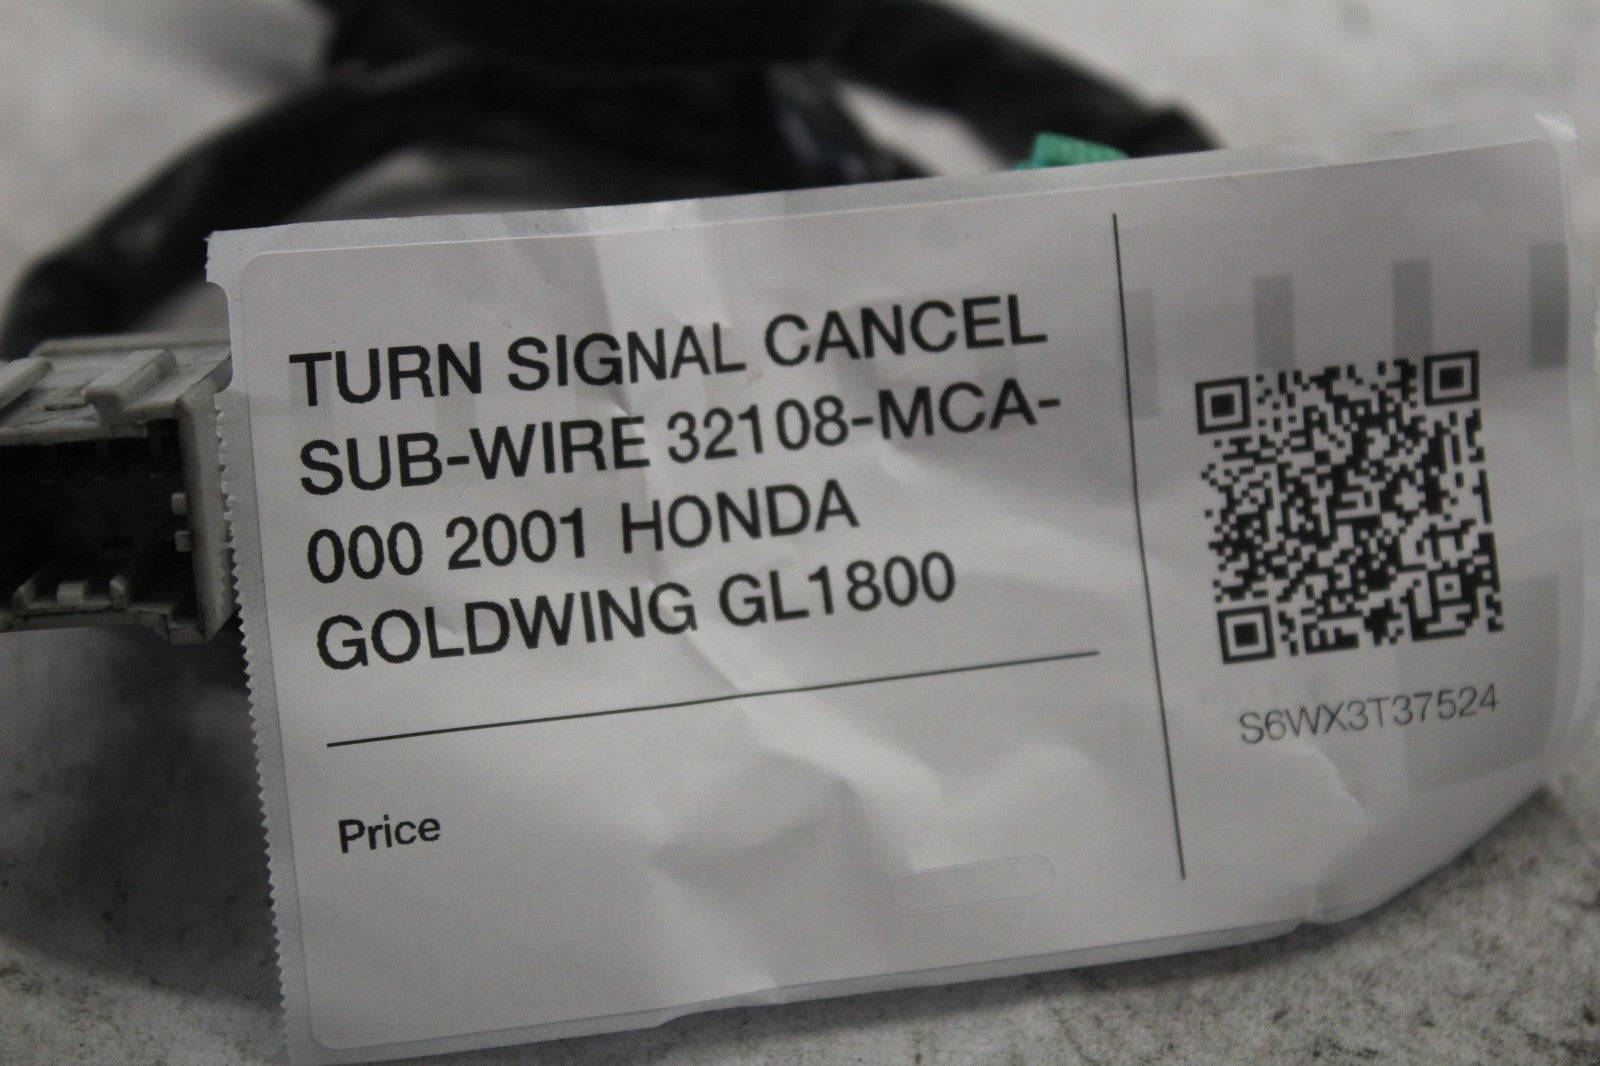 TURN SIGNAL CANCEL
SUB-WIRE 32108-MCA-
000 2001 HONDA
GOLDWING GL1800
Price
S6WX3T37524